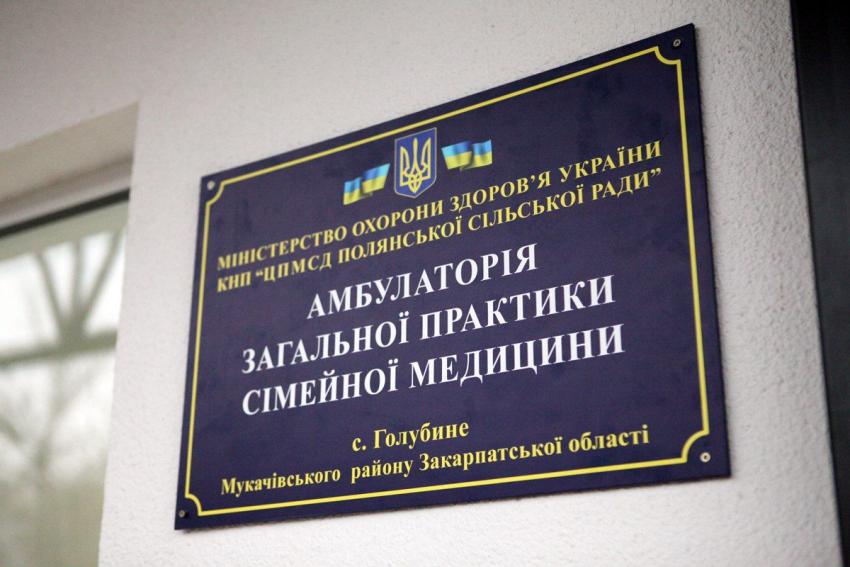 МІНІСТЕРСТВО ОХОРОНИ ЗДОРОВ'Я УКРАЇНИ
КНП "ЦПМСД ПОЛЯНСЬКОЇ СІЛЬСЬКОЇ РАДИ"
АМБУЛАТОРІЯ
ЗАГАЛЬНОЇ ПРАКТИКИ
СІМЕЙНОЇ МЕДИЦИНИ
с. Голубине
Мукачівського району Закарпатської області